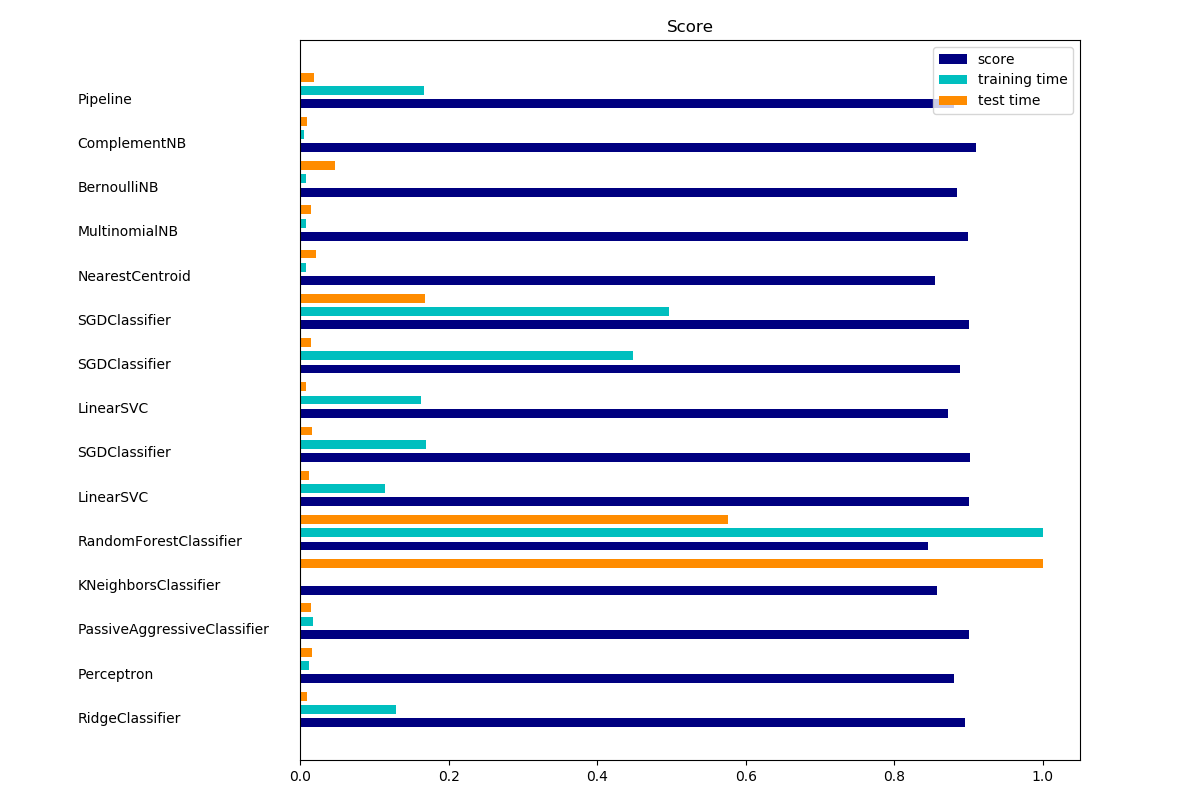 Score
score
training time
test time
Pipeline
ComplementNB
BernoulliNB
MultinomialNB
NearestCentroid
SGDClassifier
SGDClassifier
LinearSVC
SGDClassifier
LinearSVC
RandomForestClassifier
KNeighborsClassifier
PassiveAggressiveClassifier
Perceptron
RidgeClassifier
0.0 0.2 0.4 0.6 0.8 1.0